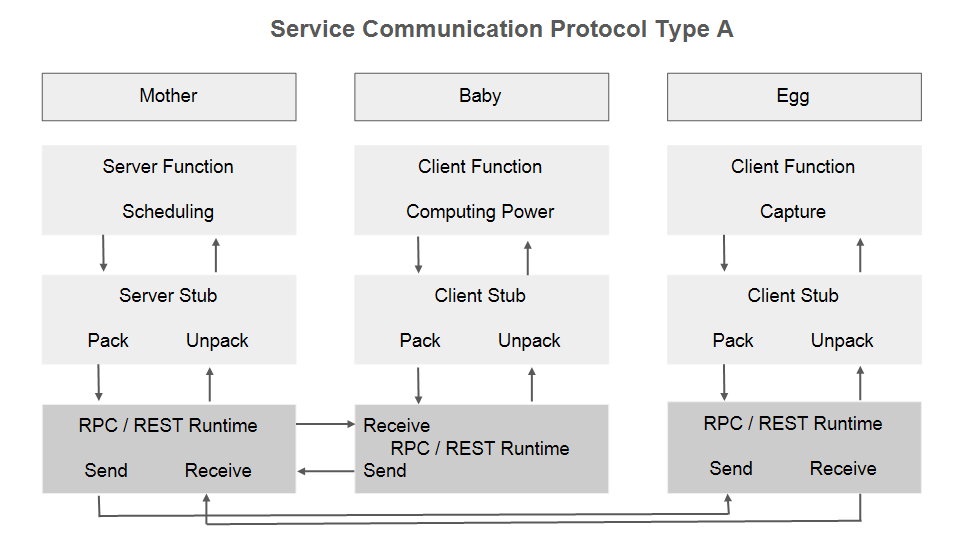 Service Communication Protocol Type A
Mother
Baby
Egg
Server Function
Scheduling
Client Function
Computing Power
Client Function
Capture
Server Stub
Pack Unpack
Client Stub
Pack Unpack
Client Stub
Pack Unpack
RPC / REST Runtime
Send Receive
Receive
RPC / REST Runtime
Send
RPC / REST Runtime
Send Receive